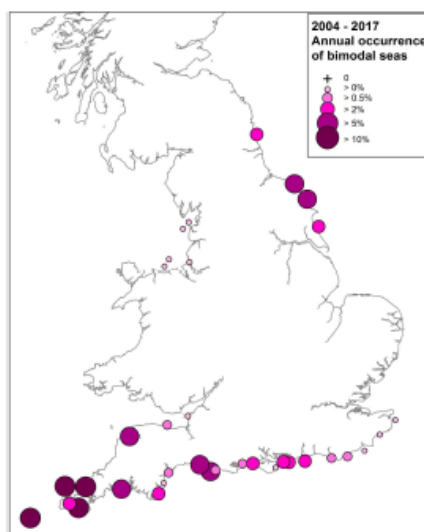 2004 - 2017
Annual occurrence
of bimodal seas
0
> 0%
> 0.5%
> 2%
> 5%
> 10%